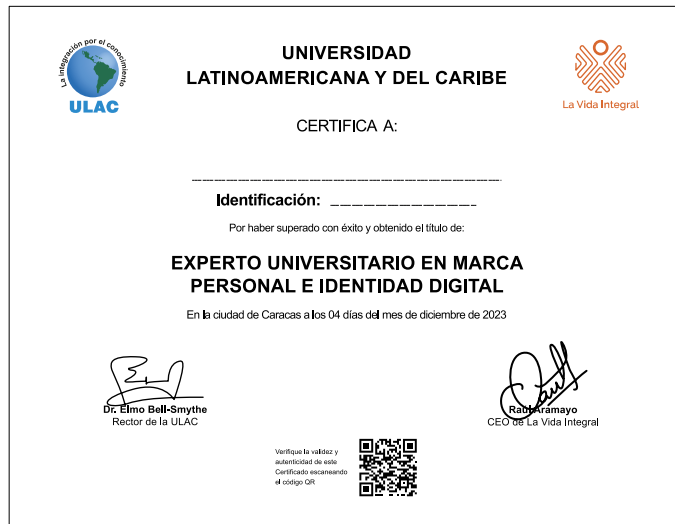 La integración por el conocimiento
ULAC
UNIVERSIDAD
LATINOAMERICANA Y DEL CARIBE
La Vida Integral
CERTIFICA A:
Identificación:
Por haber superado con éxito y obtenido el título de:
EXPERTO UNIVERSITARIO EN MARCA
PERSONAL E IDENTIDAD DIGITAL
En la ciudad de Caracas a los 04 días del mes de diciembre de 2023
Dr. Elmo Bell-Smythe
Rector de la ULAC
Raúl Aramayo
CEO de La Vida Integral
Verifique la validez y
autenticidad de este
Certificado escaneando
el código QR